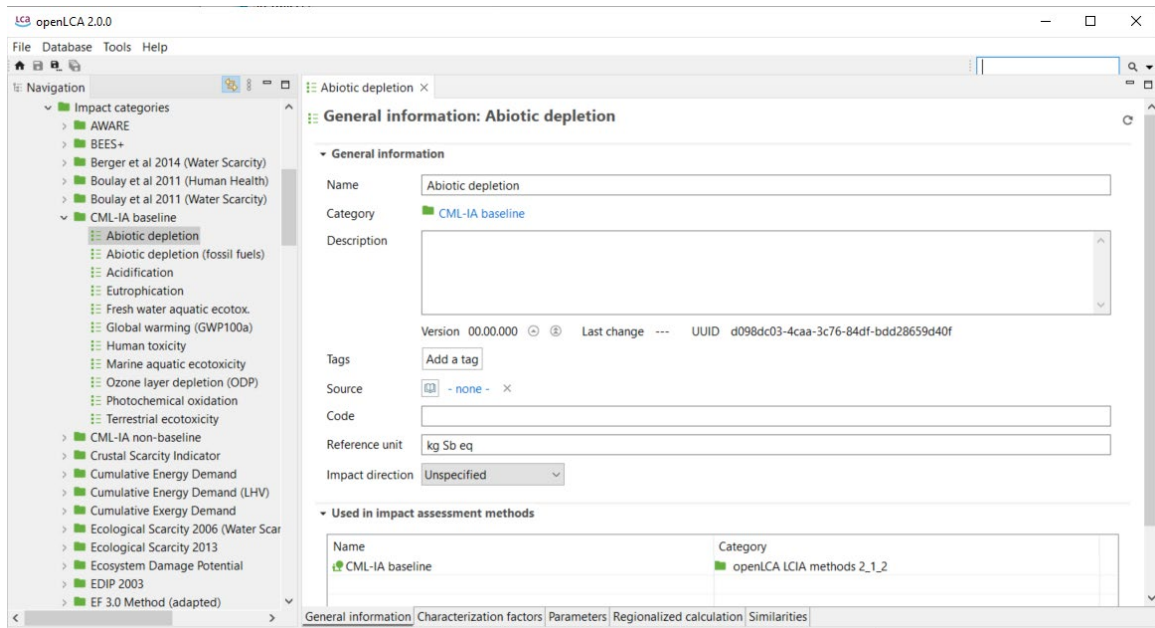 LCA openLCA 2.0.0
File Database Tools Help
Navigation
Impact categories
AWARE
BEES+
Berger et al 2014 (Water Scarcity)
Boulay et al 2011 (Human Health)
Boulay et al 2011 (Water Scarcity)
CML-IA baseline
Abiotic depletion
Abiotic depletion (fossil fuels)
Acidification
Eutrophication
Fresh water aquatic ecotox.
Global warming (GWP100a)
Human toxicity
Marine aquatic ecotoxicity
Ozone layer depletion (ODP)
Photochemical oxidation
Terrestrial ecotoxicity
CML-IA non-baseline
Crustal Scarcity Indicator
Cumulative Energy Demand
Cumulative Energy Demand (LHV)
Cumulative Exergy Demand
Ecological Scarcity 2006 (Water Scar
Ecological Scarcity 2013
Ecosystem Damage Potential
EDIP 2003
EF 3.0 Method (adapted)
Abiotic depletion
General information: Abiotic depletion
General information
Name Abiotic depletion
Category CML-IA baseline
Description
Version 00.00.000 Last change --- UUID d098dc03-4caa-3c76-84df-bdd28659d40f
Tags Add a tag
Source - none -
Code
Reference unit kg Sb eq
Impact direction Unspecified
Used in impact assessment methods
Name Category
CML-IA baseline openLCA LCIA methods 2_1_2
General information Characterization factors Parameters Regionalized calculation Similarities